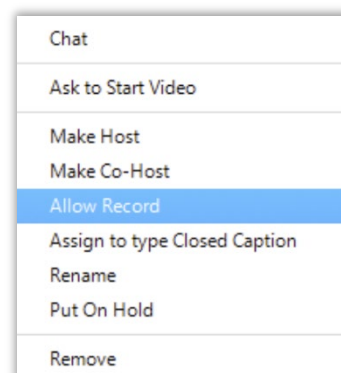 Chat
Ask to Start Video
Make Host
Make Co-Host
Allow Record
Assign to type Closed Caption
Rename
Put On Hold
Remove